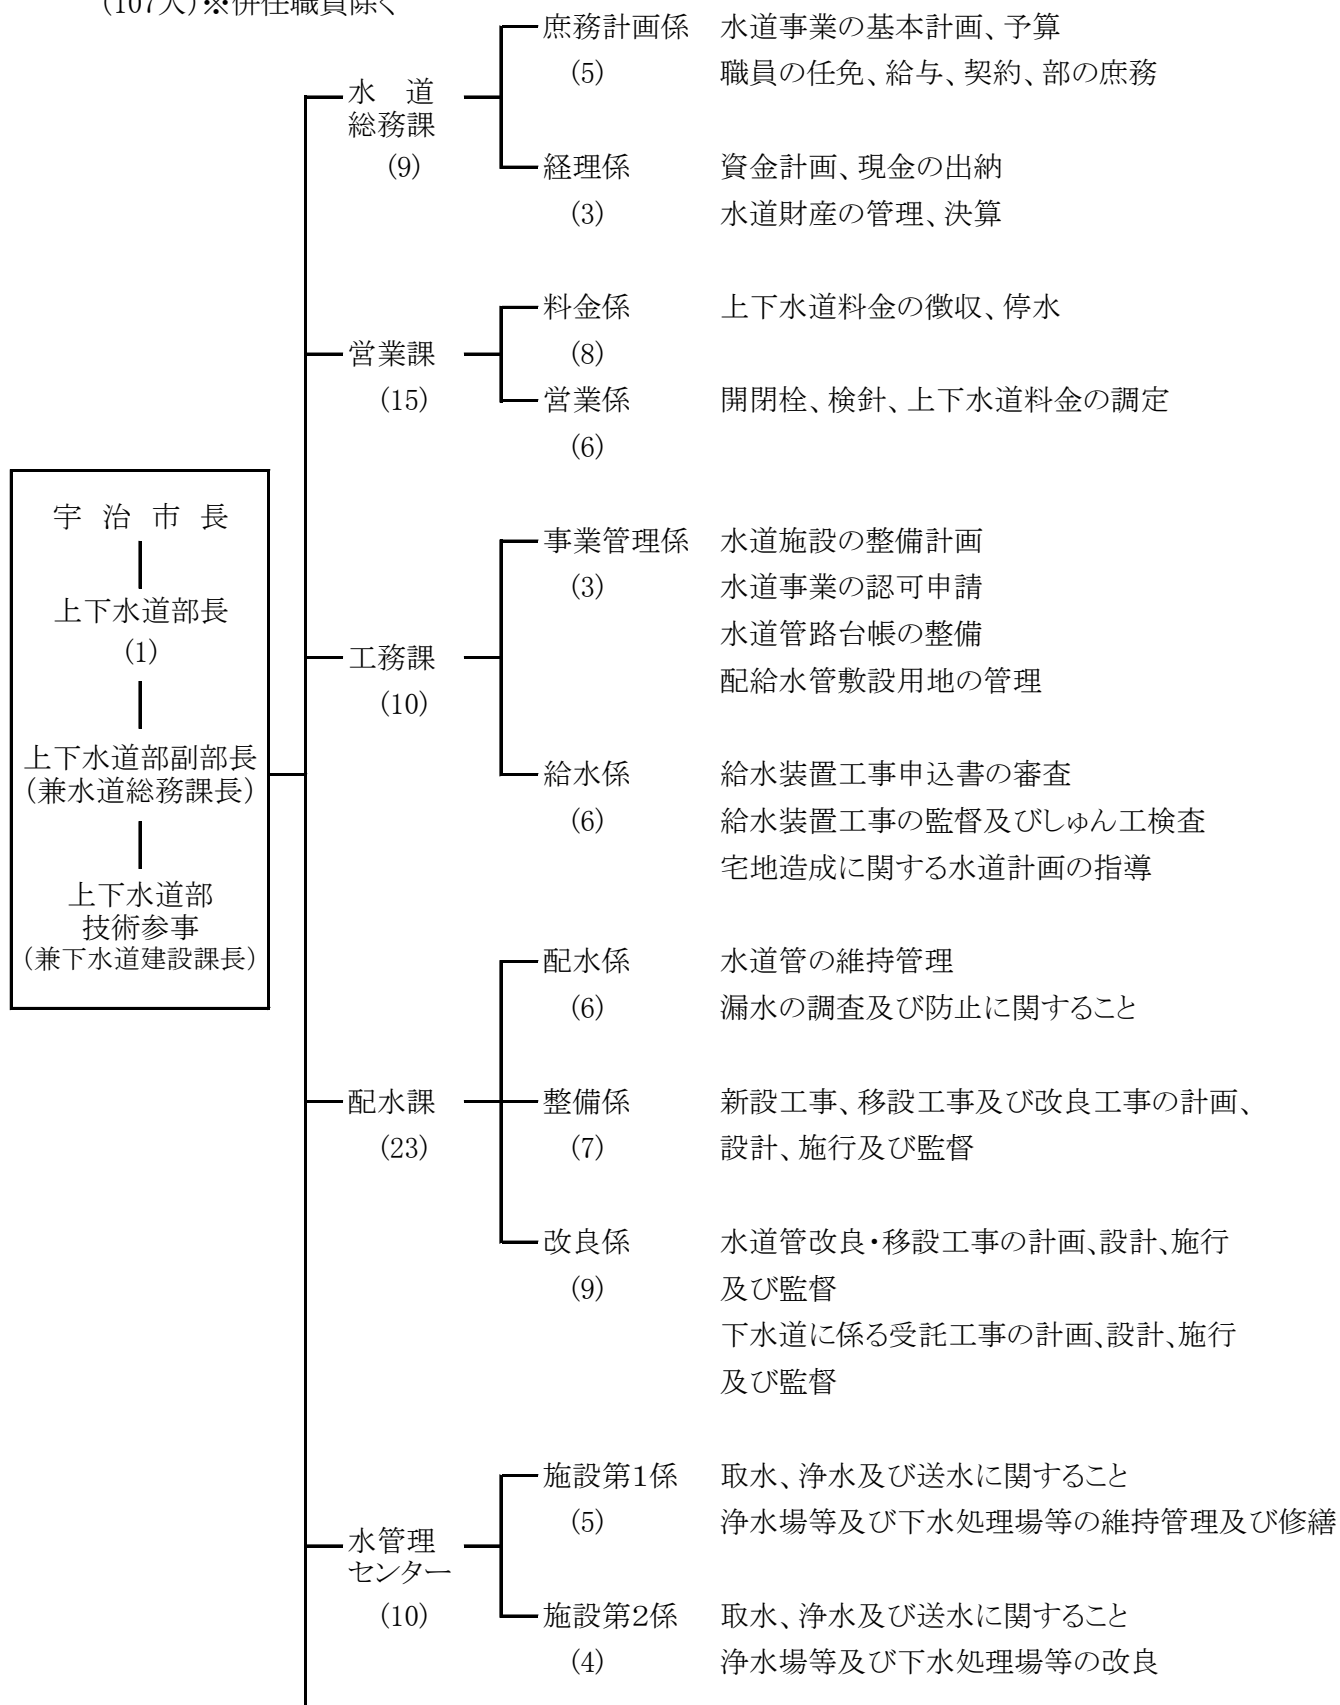 (107人)※併任職員除く
庶務計画係 水道事業の基本計画、予算
(5) 職員の任免、給与、契約、部の庶務
水 道
総務課
(9)
経理係 資金計画、現金の出納
(3) 水道財産の管理、決算
料金係 上下水道料金の徴収、停水
(8)
営業課
(15)
営業係 開閉栓、検針、上下水道料金の調定
(6)
宇 治 市 長
上下水道部長
(1)
上下水道部副部長
(兼水道総務課長)
上下水道部
技術参事
(兼下水道建設課長)
工務課
(10)
事業管理係 水道施設の整備計画
(3) 水道事業の認可申請
水道管路台帳の整備
配給水管敷設用地の管理
給水係 給水装置工事申込書の審査
(6) 給水装置工事の監督及びしゅん工検査
宅地造成に関する水道計画の指導
配水課
(23)
配水係 水道管の維持管理
(6) 漏水の調査及び防止に関すること
整備係 新設工事、移設工事及び改良工事の計画、
(7) 設計、施行及び監督
改良係 水道管改良・移設工事の計画、設計、施行
(9) 及び監督
下水道に係る受託工事の計画、設計、施行
及び監督
水管理
センター
(10)
施設第1係 取水、浄水及び送水に関すること
(5) 浄水場等及び下水処理場等の維持管理及び修繕
施設第2係 取水、浄水及び送水に関すること
(4) 浄水場等及び下水処理場等の改良